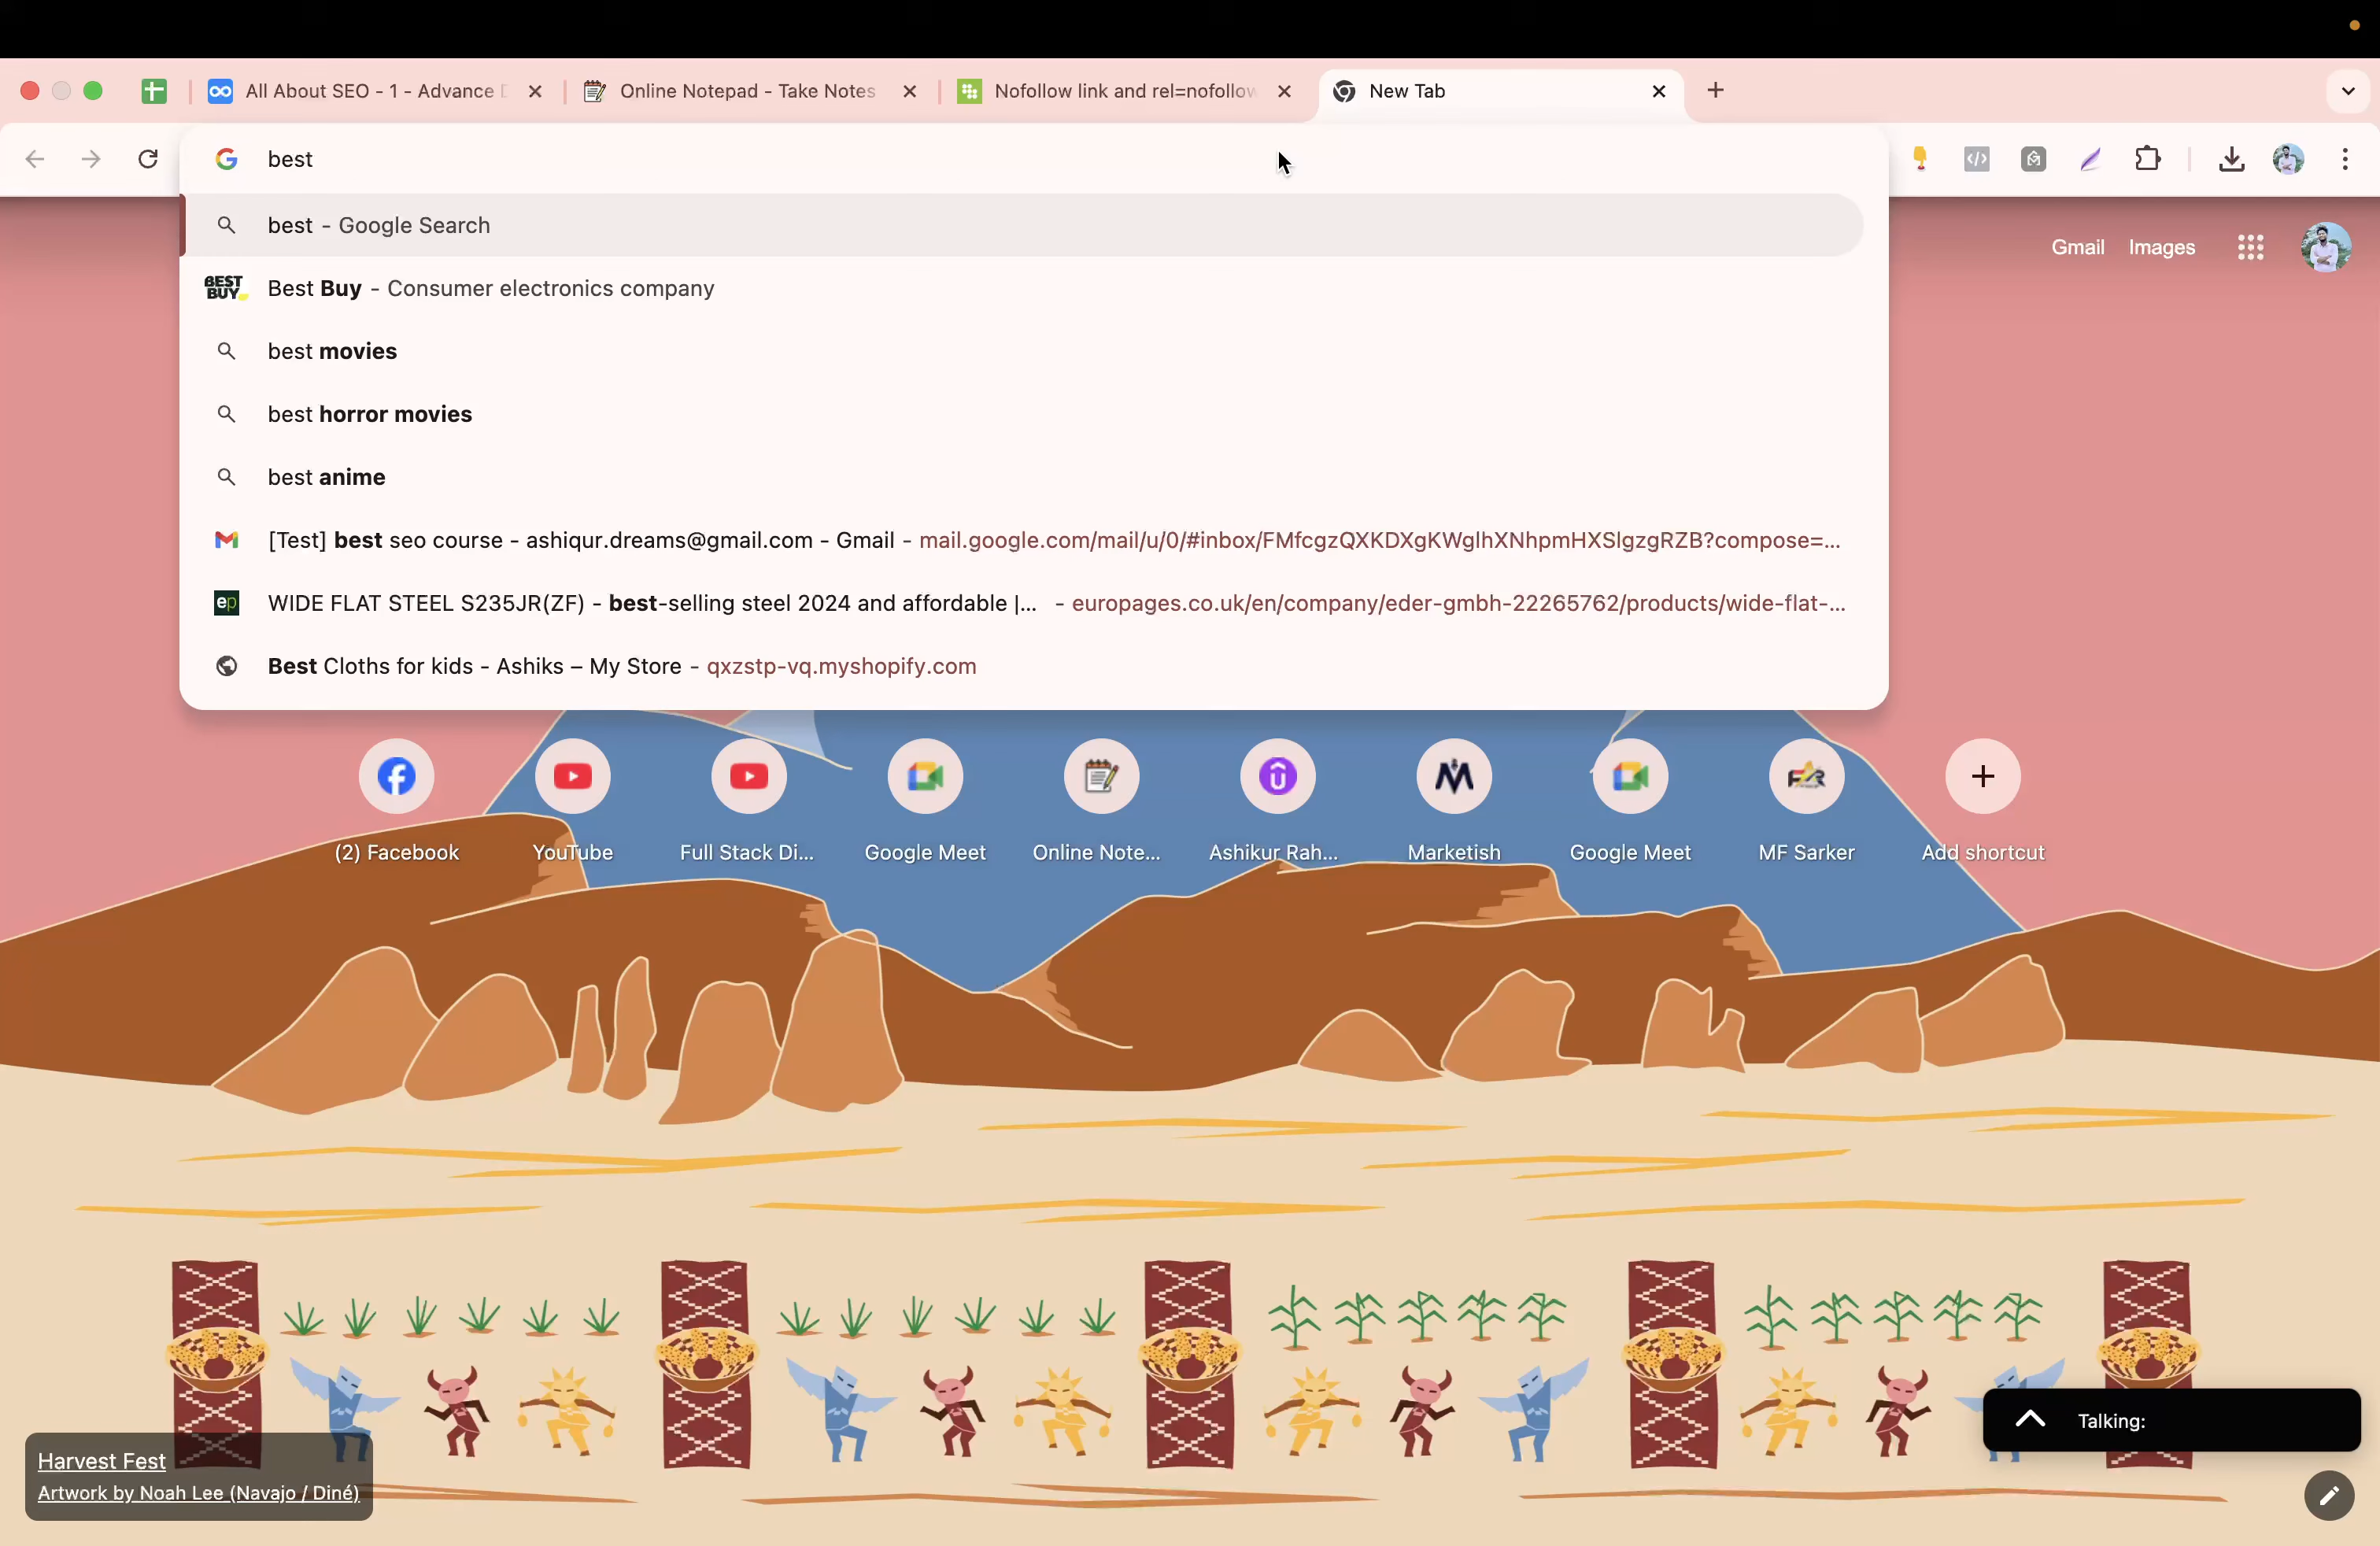 All About SEO - 1 - Advance
Online Notepad - Take Notes
Nofollow link and rel=nofollow
New Tab
best
best - Google Search
BEST BUY
Best Buy - Consumer electronics company
best movies
best horror movies
best anime
[Test] best seo course - ashiqur.dreams@gmail.com - Gmail - mail.google.com/mail/u/0/#inbox/FMfcgzQXKDXgKWglhXNhpmHXSlgzgRZB?compose=...
ep WIDE FLAT STEEL S235JR(ZF) - best-selling steel 2024 and affordable |... - europages.co.uk/en/company/eder-gmbh-22265762/products/wide-flat-...
Best Cloths for kids - Ashiks – My Store - qxzstp-vq.myshopify.com
Gmail Images
(2) Facebook
YouTube
Full Stack Di...
Google Meet
Online Note...
Ashikur Rah...
Marketish
Google Meet
MF Sarker
Add shortcut
Talking:
Harvest Fest
Artwork by Noah Lee (Navajo / Diné)